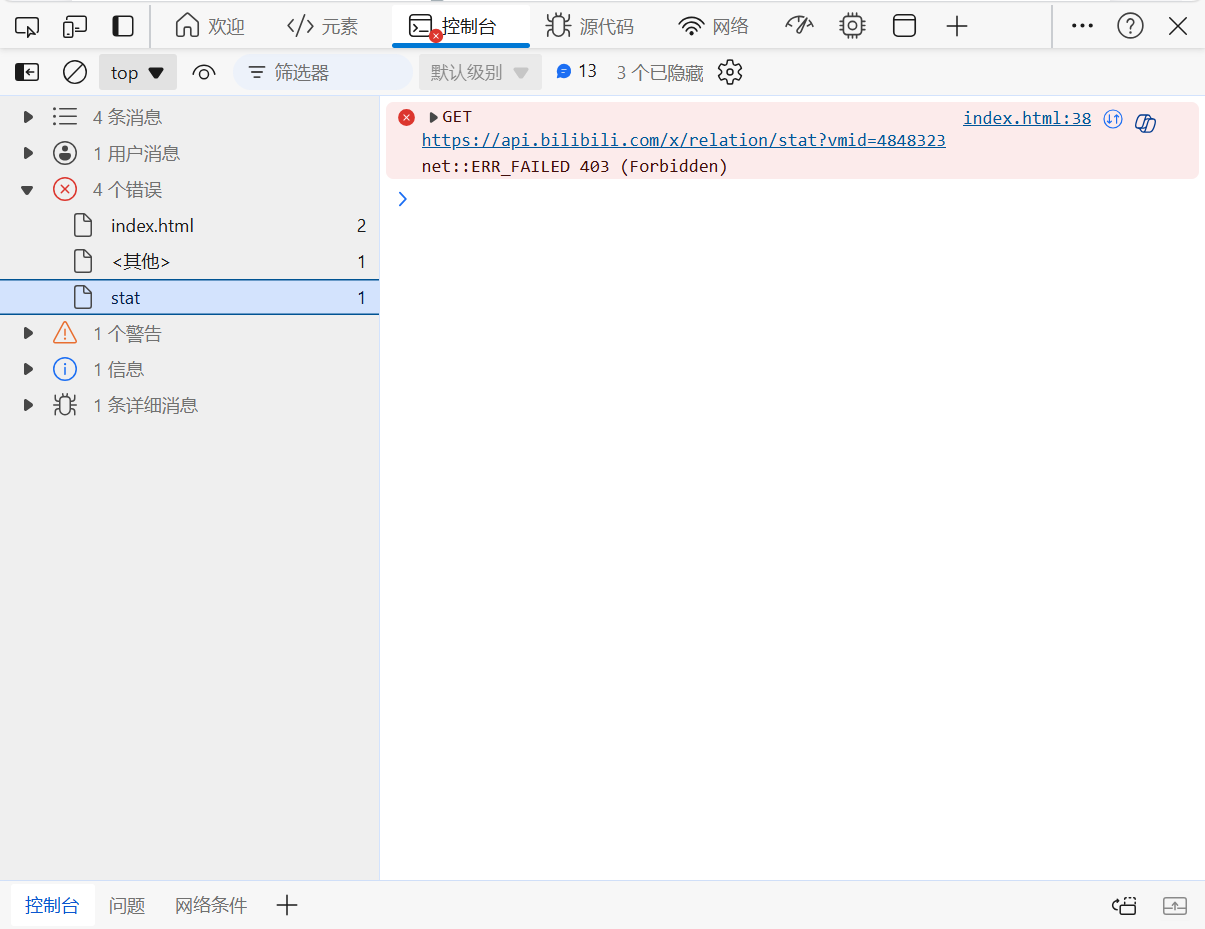 欢迎
元素
控制台
源代码
网络
top
筛选器
默认级别
13
3 个已隐藏
4 条消息
1 用户消息
4 个错误
index.html 2
<其他> 1
stat 1
1 个警告
1 信息
1 条详细消息
GET index.html:38
https://api.bilibili.com/x/relation/stat?vmid=4848323
net::ERR_FAILED 403 (Forbidden)
控制台
问题
网络条件